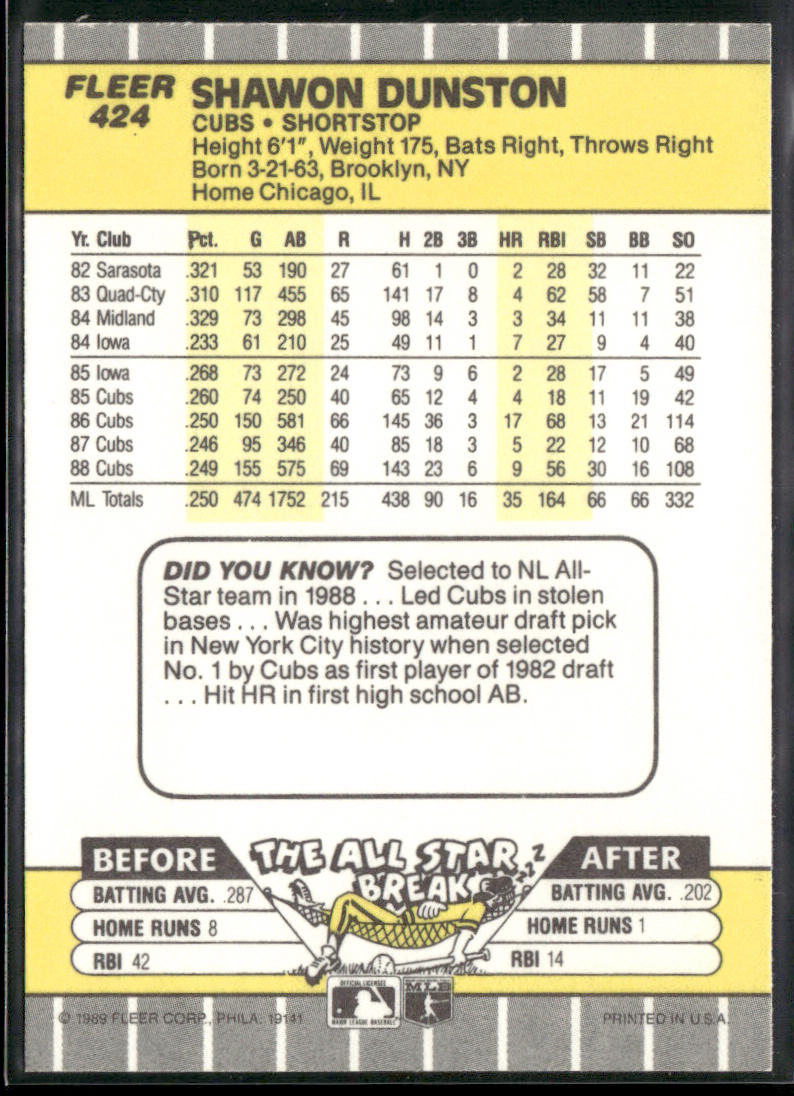 FLEER SHAWON DUNSTON
424 CUBS • SHORTSTOP
Height 6'1", Weight 175, Bats Right, Throws Right
Born 3-21-63, Brooklyn, NY
Home Chicago, IL
Yr. Club Pct. G AB R H 2B 3B HR RBI SB BB SO
82 Sarasota .321 53 190 27 61 1 0 2 28 32 11 22
83 Quad-Cty .310 117 455 65 141 17 8 4 62 58 7 51
84 Midland .329 73 298 45 98 14 3 3 34 11 11 38
84 Iowa .233 61 210 25 49 11 1 7 27 9 4 40
85 Iowa .268 73 272 24 73 9 6 2 28 17 5 49
85 Cubs .260 74 250 40 65 12 4 4 18 11 19 42
86 Cubs .250 150 581 66 145 36 3 17 68 13 21 114
87 Cubs .246 95 346 40 85 18 3 5 22 12 10 68
88 Cubs .249 155 575 69 143 23 6 9 56 30 16 108
ML Totals .250 474 1752 215 438 90 16 35 164 66 66 332
DID YOU KNOW? Selected to NL All-
Star team in 1988 . . . Led Cubs in stolen
bases . . . Was highest amateur draft pick
in New York City history when selected
No. 1 by Cubs as first player of 1982 draft
. . . Hit HR in first high school AB.
BEFORE THE ALL STAR BREAK ZZZ AFTER
BATTING AVG. .287 BATTING AVG. .202
HOME RUNS 8 HOME RUNS 1
RBI 42 RBI 14
OFFICIAL LICENSEE MLB
MAJOR LEAGUE BASEBALL
© 1989 FLEER CORP., PHILA. 19141 PRINTED IN U.S.A.